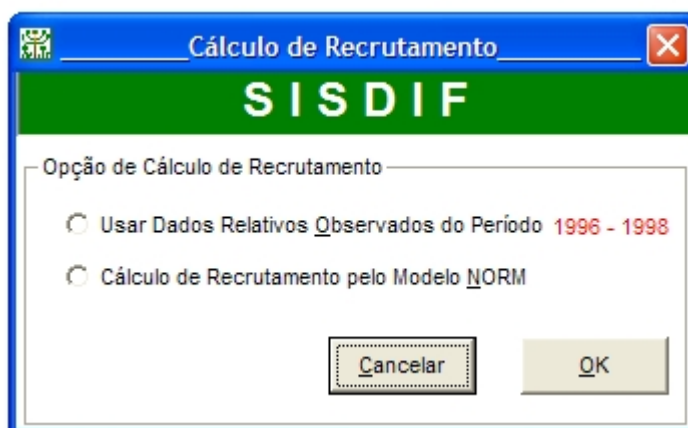 _________Cálculo de Recrutamento__________
SISDIF
Opção de Cálculo de Recrutamento
Usar Dados Relativos Observados do Período 1996 - 1998
Cálculo de Recrutamento pelo Modelo NORM
Cancelar OK